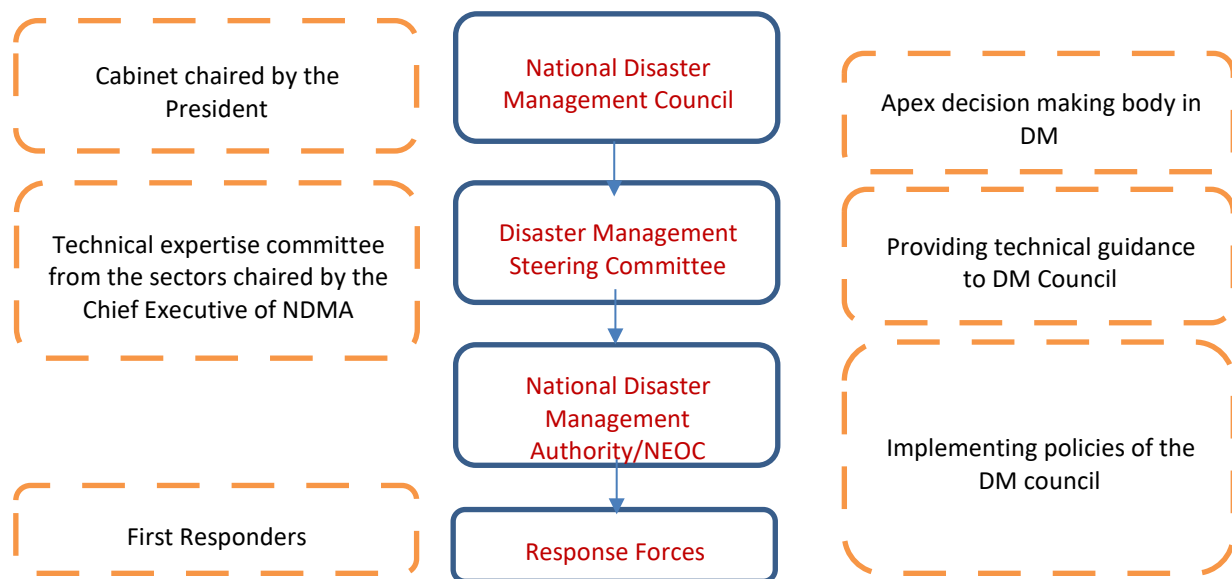 Cabinet chaired by the
President
National Disaster
Management Council
Apex decision making body in
DM
Technical expertise committee
from the sectors chaired by the
Chief Executive of NDMA
Disaster Management
Steering Committee
Providing technical guidance
to DM Council
National Disaster
Management
Authority/NEOC
Implementing policies of the
DM council
First Responders
Response Forces